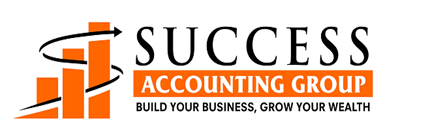 SUCCESS
ACCOUNTING GROUP
BUILD YOUR BUSINESS, GROW YOUR WEALTH